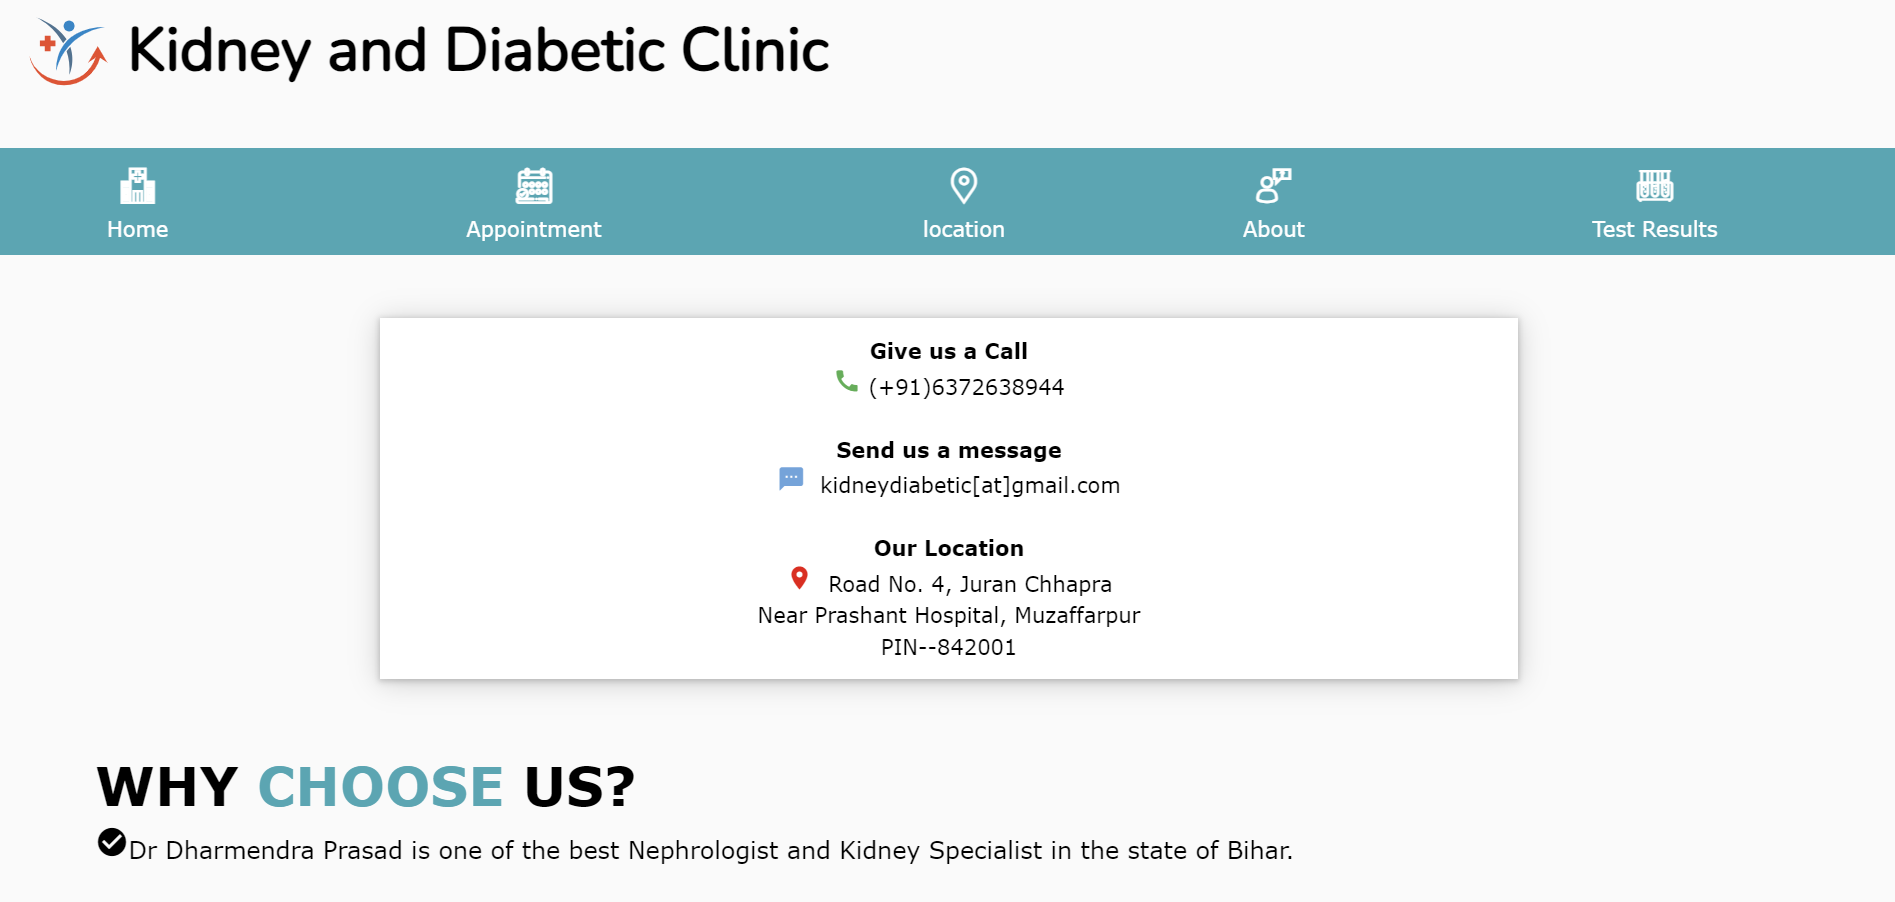 Kidney and Diabetic Clinic
Home
Appointment
location
About
Test Results
Give us a Call
(+91)6372638944
Send us a message
kidneydiabetic[at]gmail.com
Our Location
Road No. 4, Juran Chhapra
Near Prashant Hospital, Muzaffarpur
PIN--842001
WHY CHOOSE US?
Dr Dharmendra Prasad is one of the best Nephrologist and Kidney Specialist in the state of Bihar.